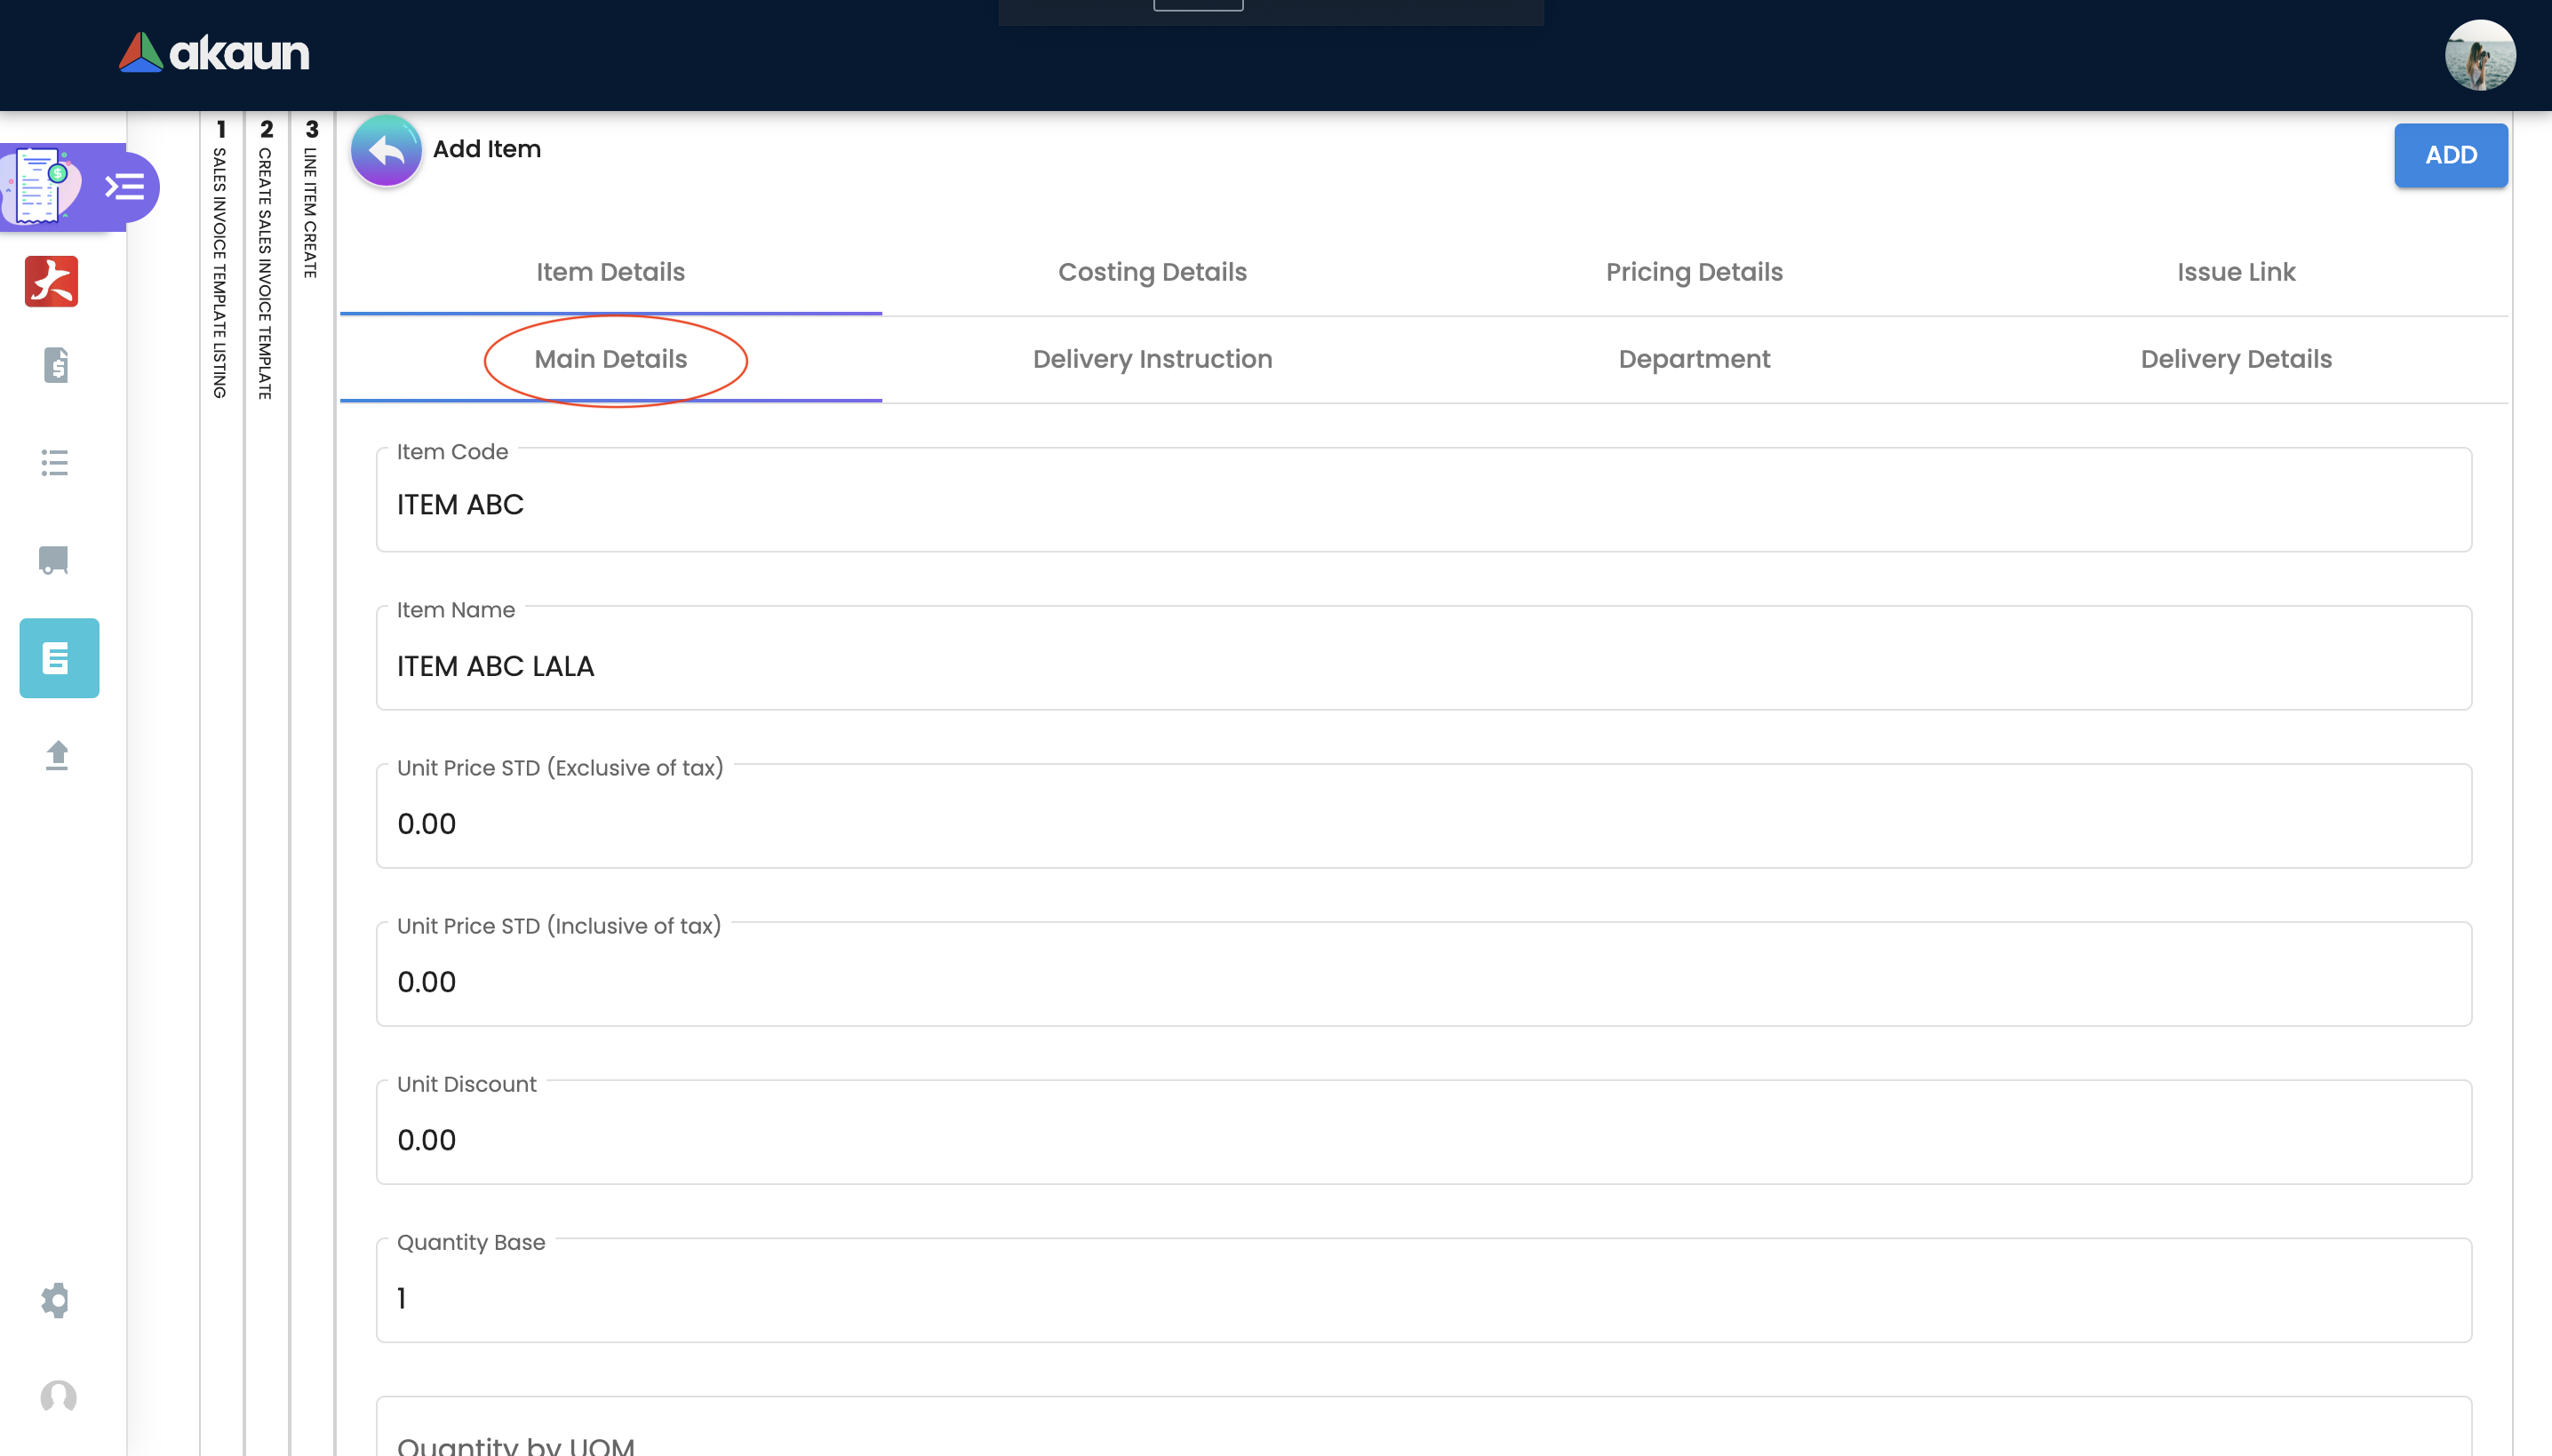 akaun
1 SALES INVOICE TEMPLATE LISTING
2 CREATE SALES INVOICE TEMPLATE
3 LINE ITEM CREATE
Add Item
ADD
Item Details
Costing Details
Pricing Details
Issue Link
Main Details
Delivery Instruction
Department
Delivery Details
Item Code
ITEM ABC
Item Name
ITEM ABC LALA
Unit Price STD (Exclusive of tax)
0.00
Unit Price STD (Inclusive of tax)
0.00
Unit Discount
0.00
Quantity Base
1
Quantity by UOM